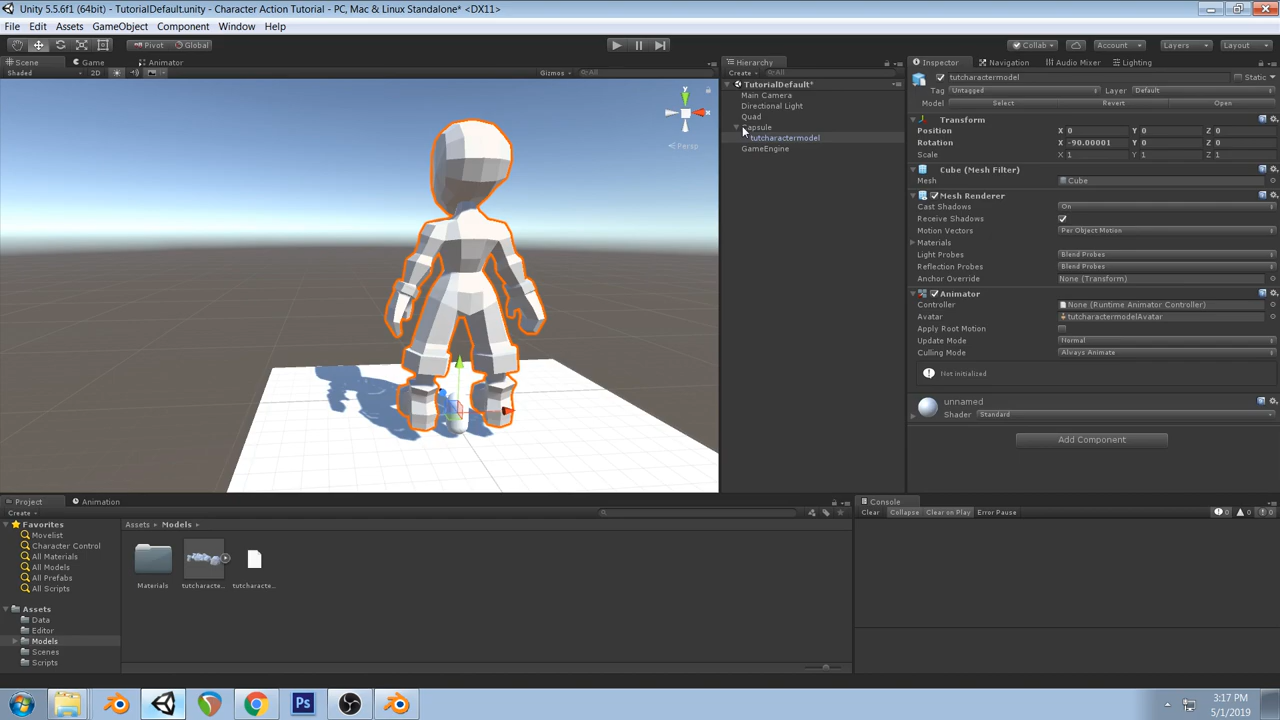 Unity 5.5.6f1 (64bit) - TutorialDefault.unity - Character Action Tutorial - PC, Mac & Linux Standalone* <DX11>
File Edit Assets GameObject Component Window Help
Pivot Global Collab Account Layers Layout
Scene Game Animator
Shaded 2D Gizmos All
y
Persp
Hierarchy
Create All
TutorialDefault*
Main Camera
Directional Light
Quad
Capsule
tutcharactermodel
GameEngine
Inspector Navigation Audio Mixer Lighting
tutcharactermodel Static
Tag Untagged Layer Default
Model Select Revert Open
Transform
Position X 0 Y 0 Z 0
Rotation X -90.00001 Y 0 Z 0
Scale X 1 Y 1 Z 1
Cube (Mesh Filter)
Mesh Cube
Mesh Renderer
Cast Shadows On
Receive Shadows
Motion Vectors Per Object Motion
Materials
Light Probes Blend Probes
Reflection Probes Blend Probes
Anchor Override None (Transform)
Animator
Controller None (Runtime Animator Controller)
Avatar tutcharactermodelAvatar
Apply Root Motion
Update Mode Normal
Culling Mode Always Animate
Not initialized
unnamed
Shader Standard
Add Component
Project Animation
Create
Favorites
Movelist
Character Control
All Materials
All Models
All Prefabs
All Scripts
Assets
Data
Editor
Models
Scenes
Scripts
Assets Models
Materials tutcharacte... tutcharacte...
Console
Clear Collapse Clear on Play Error Pause 0 0 0
Ps
3:17 PM
5/1/2019